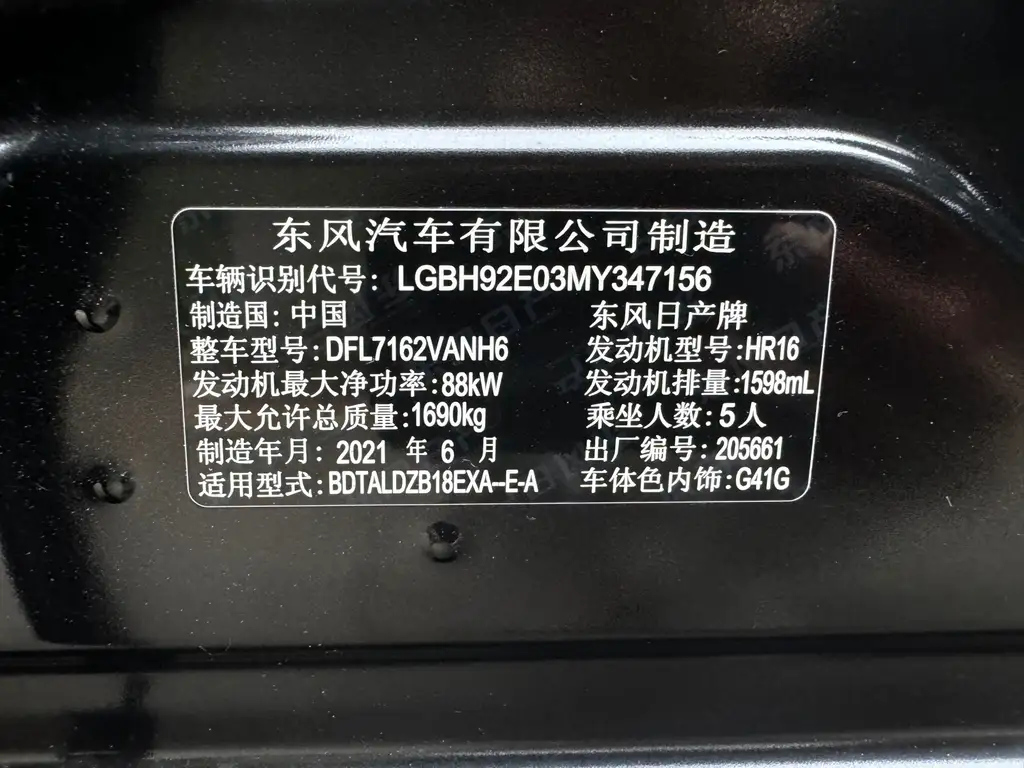 东风汽车有限公司制造
车辆识别代号: LGBH92E03MY347156
制造国: 中国 东风日产牌
整车型号: DFL7162VANH6 发动机型号: HR16
发动机最大净功率: 88kW 发动机排量: 1598mL
最大允许总质量: 1690kg 乘坐人数: 5人
制造年月: 2021 年 6 月 出厂编号: 205661
适用型式: BDTALDZB18EXA--E-A 车体色内饰: G41G